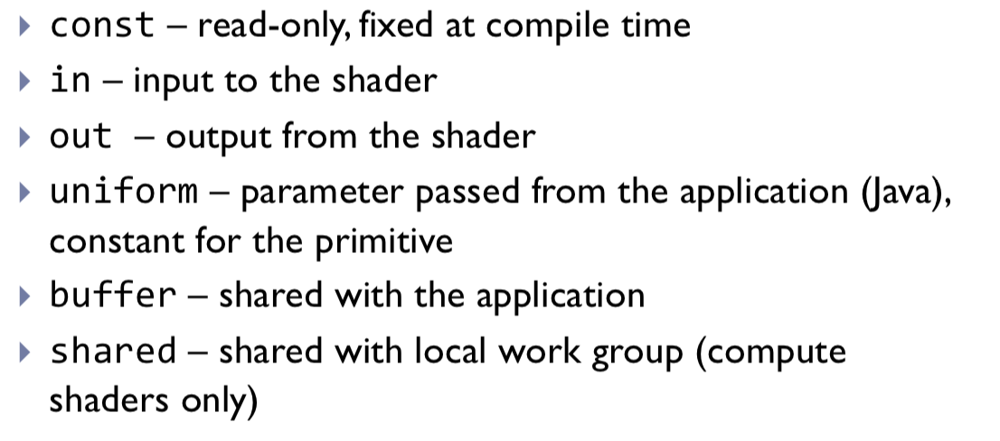 const – read-only, fixed at compile time
in – input to the shader
out – output from the shader
uniform – parameter passed from the application (Java),
constant for the primitive
buffer – shared with the application
shared – shared with local work group (compute
shaders only)